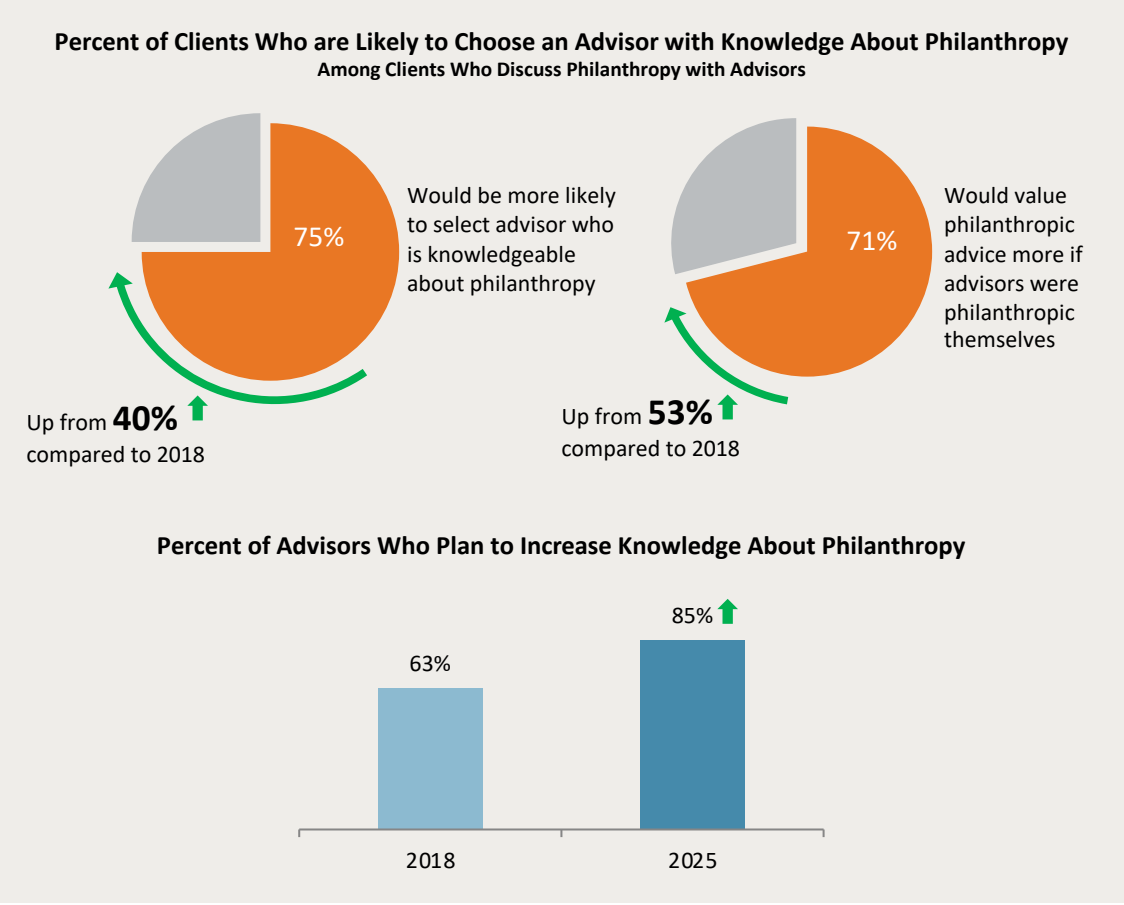 Percent of Clients Who are Likely to Choose an Advisor with Knowledge About Philanthropy
Among Clients Who Discuss Philanthropy with Advisors
75%
Would be more likely
to select advisor who
is knowledgeable
about philanthropy
Up from 40%
compared to 2018
71%
Would value
philanthropic
advice more if
advisors were
philanthropic
themselves
Up from 53%
compared to 2018
Percent of Advisors Who Plan to Increase Knowledge About Philanthropy
63%
85%
2018
2025